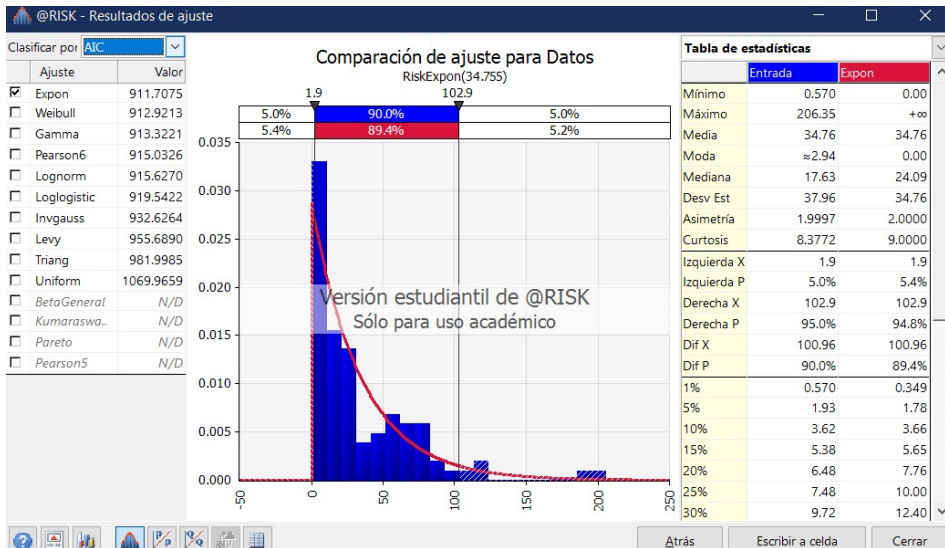 @RISK - Resultados de ajuste
Clasificar por AIC
Ajuste Valor
Expon 911.7075
Weibull 912.9213
Gamma 913.3221
Pearson6 915.0326
Lognorm 915.6270
Loglogistic 919.5422
Invgauss 932.6264
Levy 955.6890
Triang 981.9985
Uniform 1069.9659
BetaGeneral N/D
Kumaraswa.. N/D
Pareto N/D
Pearson5 N/D
Comparación de ajuste para Datos
RiskExpon(34.755)
1.9 102.9
5.0% 90.0% 5.0%
5.4% 89.4% 5.2%
0.035
0.030
0.025
0.020
0.015
0.010
0.005
0.000
-50 0 50 100 150 200 250
Versión estudiantil de @RISK
Sólo para uso académico
Tabla de estadísticas
Entrada Expon
Mínimo 0.570 0.00
Máximo 206.35 +∞
Media 34.76 34.76
Moda ≈2.94 0.00
Mediana 17.63 24.09
Desv Est 37.96 34.76
Asimetría 1.9997 2.0000
Curtosis 8.3772 9.0000
Izquierda X 1.9 1.9
Izquierda P 5.0% 5.4%
Derecha X 102.9 102.9
Derecha P 95.0% 94.8%
Dif X 100.96 100.96
Dif P 90.0% 89.4%
1% 0.570 0.349
5% 1.93 1.78
10% 3.62 3.66
15% 5.38 5.65
20% 6.48 7.76
25% 7.48 10.00
30% 9.72 12.40
Atrás Escribir a celda Cerrar